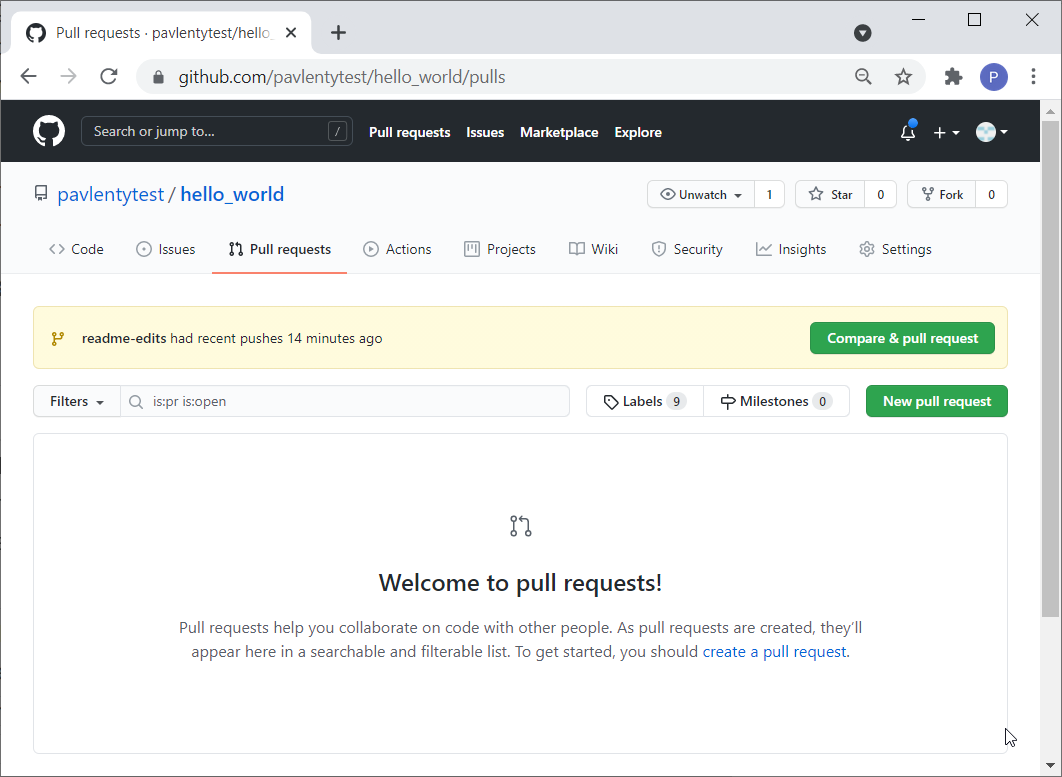 Pull requests · pavlentytest/hello_
github.com/pavlentytest/hello_world/pulls
P
Search or jump to...
/
Pull requests Issues Marketplace Explore
pavlentytest / hello_world
Unwatch 1 Star 0 Fork 0
Code Issues Pull requests Actions Projects Wiki Security Insights Settings
readme-edits had recent pushes 14 minutes ago
Compare & pull request
Filters is:pr is:open Labels 9 Milestones 0 New pull request
Welcome to pull requests!
Pull requests help you collaborate on code with other people. As pull requests are created, they’ll
appear here in a searchable and filterable list. To get started, you should create a pull request.